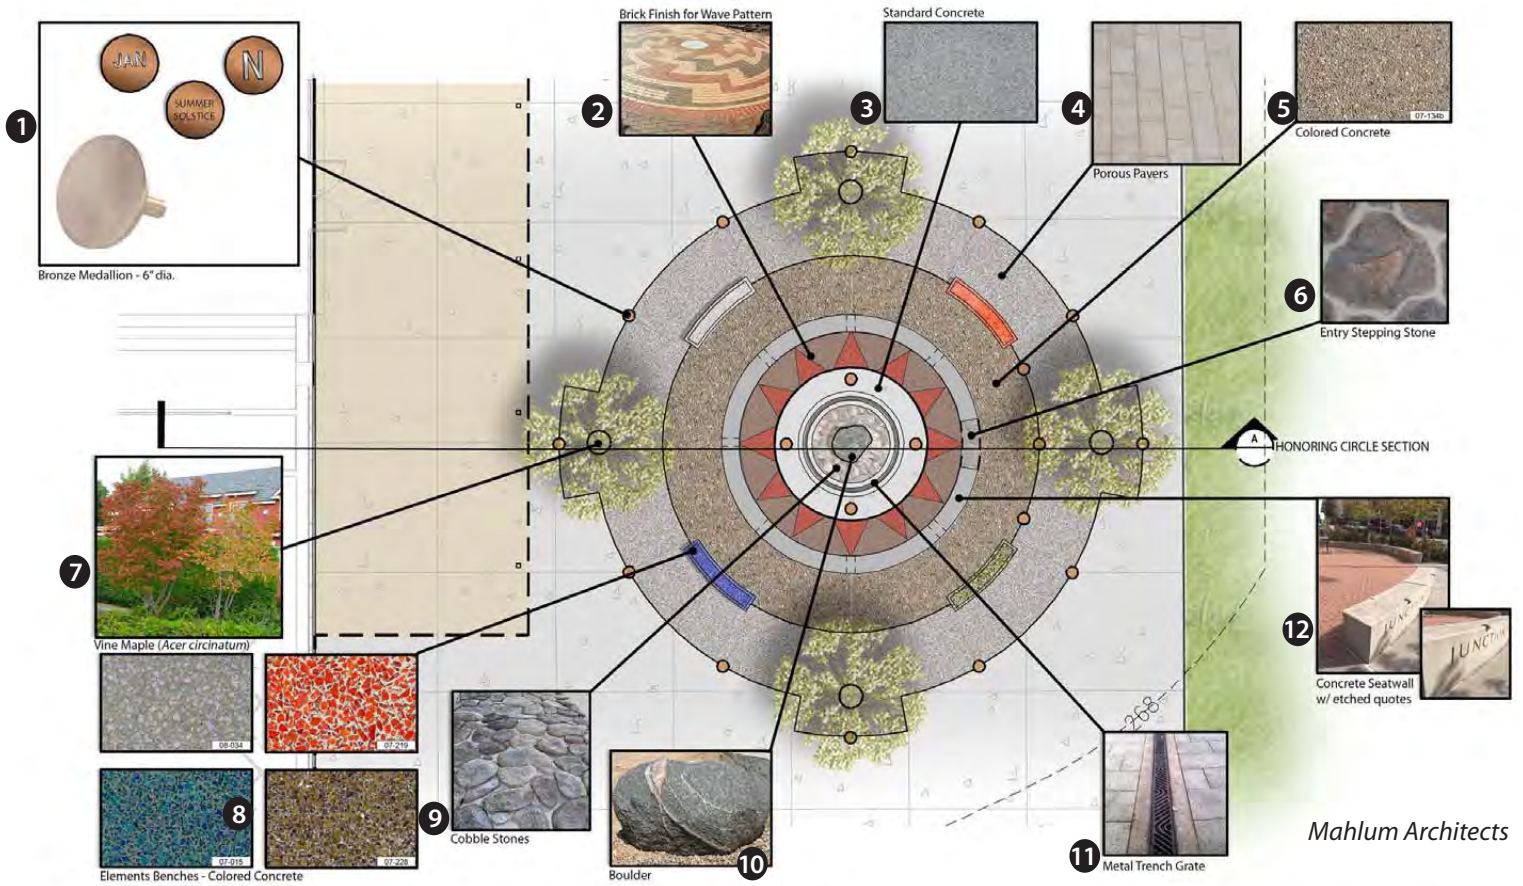 1
JAN
N
SUMMER
SOLSTICE
Bronze Medallion - 6" dia.
Brick Finish for Wave Pattern
2
Standard Concrete
3
4
Porous Pavers
5
07-134b
Colored Concrete
6
Entry Stepping Stone
A
HONORING CIRCLE SECTION
7
Vine Maple (Acer circinatum)
08-034
07-219
07-015
07-228
8
Elements Benches - Colored Concrete
9
Cobble Stones
10
Boulder
268
11
Metal Trench Grate
12
JUNC
JUNCTION
Concrete Seatwall
w/ etched quotes
Mahlum Architects